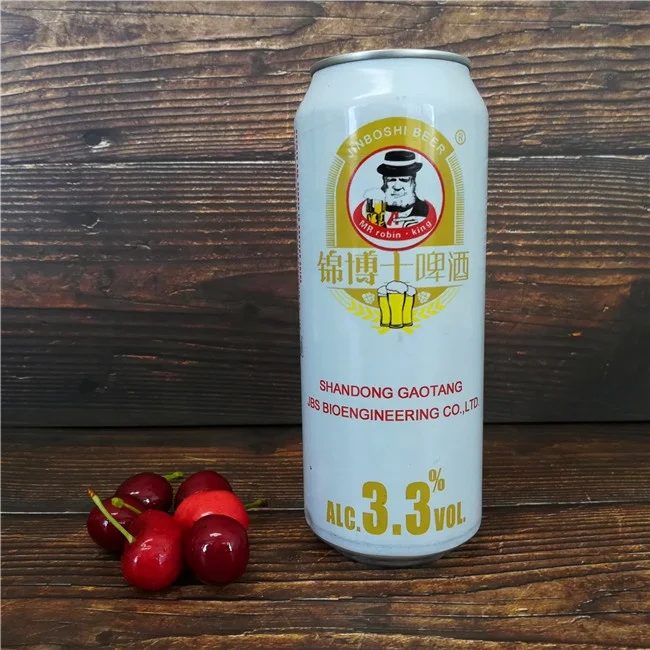 JINBOSHI BEER ®
MR robin · king
锦博士啤酒
SHANDONG GAOTANG
JBS BIOENGINEERING CO.,LTD.
ALC.3.3%VOL.